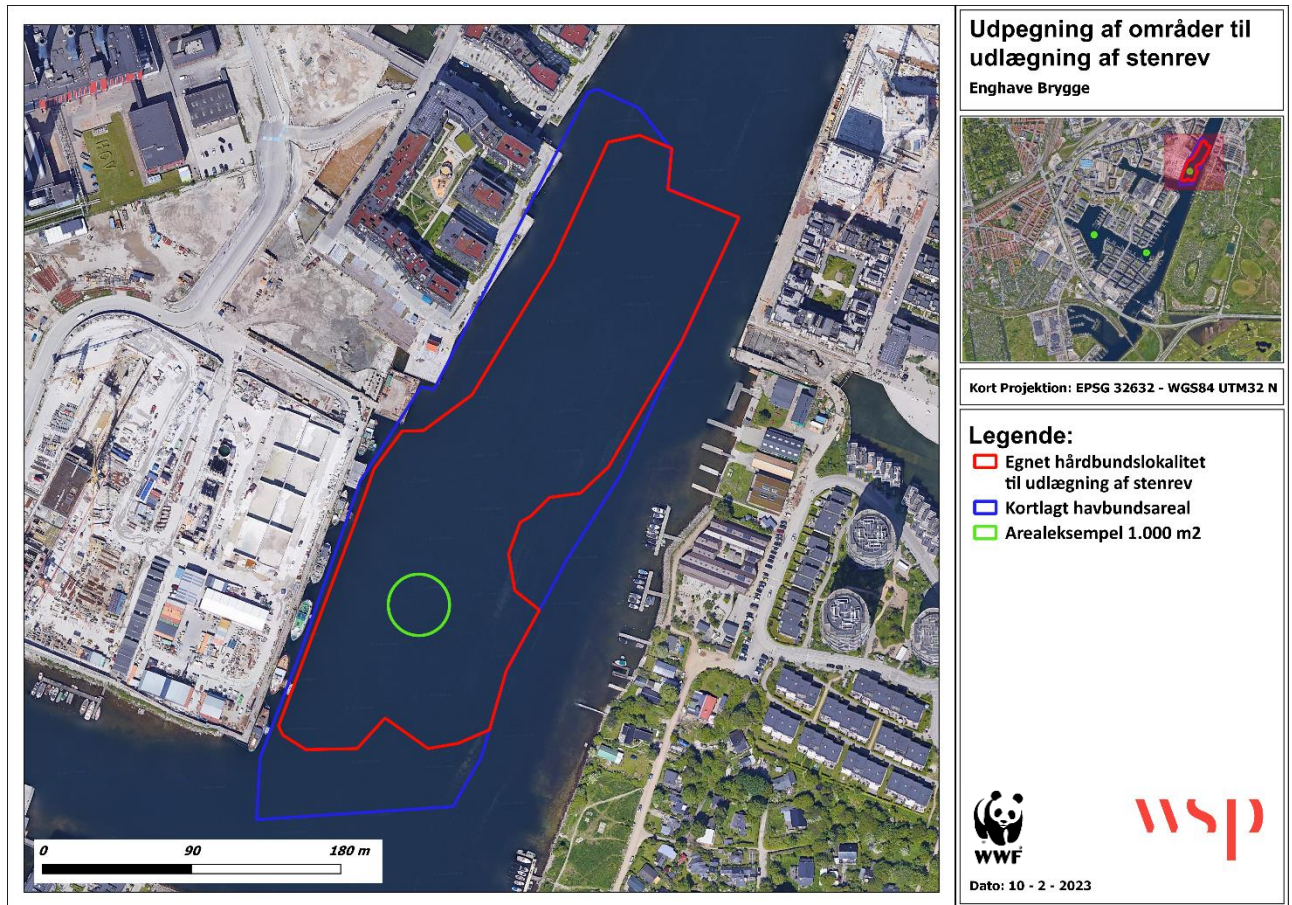 Udpegning af områder til
udlægning af stenrev
Enghave Brygge
Kort Projektion: EPSG 32632 - WGS84 UTM32 N
Legende:
Egnet hårdbundslokalitet
til udlægning af stenrev
Kortlagt havbundsareal
Arealeksempel 1.000 m2
0 90 180 m
WWF
wsp
Dato: 10 - 2 - 2023